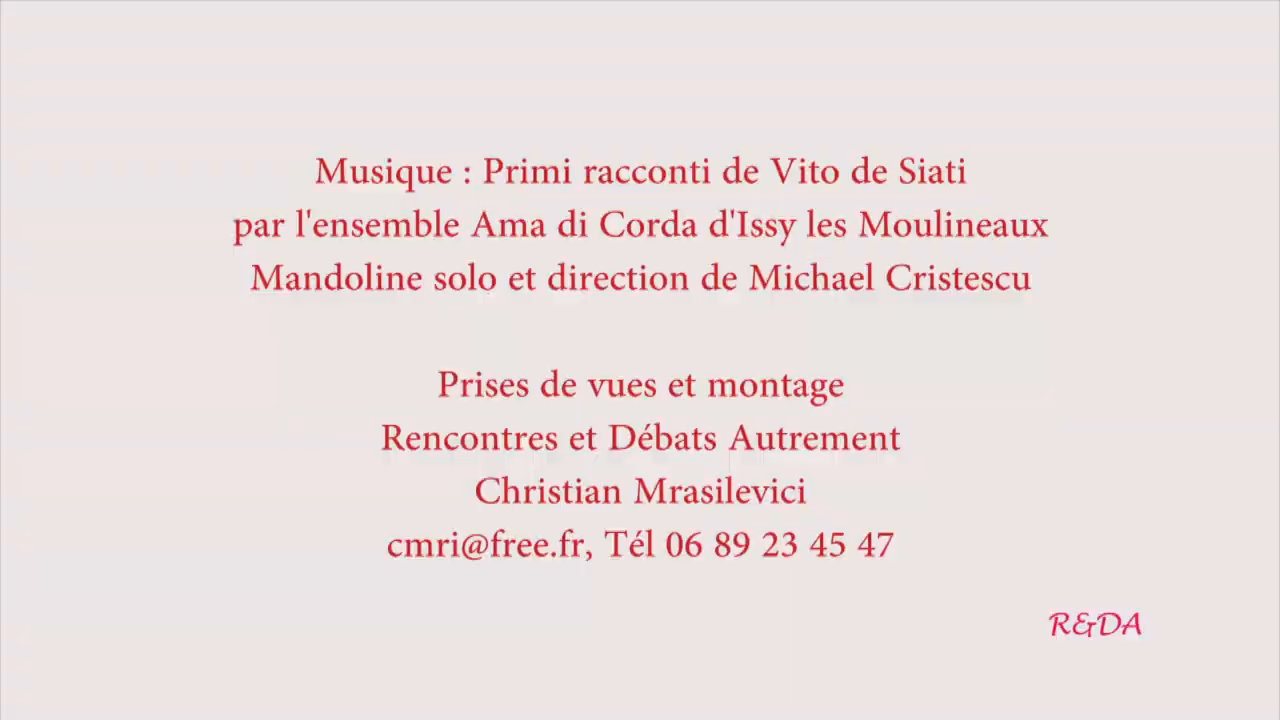 Musique : Primi racconti de Vito de Siati
par l'ensemble Ama di Corda d'Issy les Moulineaux
Mandoline solo et direction de Michael Cristescu
Prises de vues et montage
Rencontres et Débats Autrement
Christian Mrasilevici
cmri@free.fr, Tél 06 89 23 45 47
R&DA